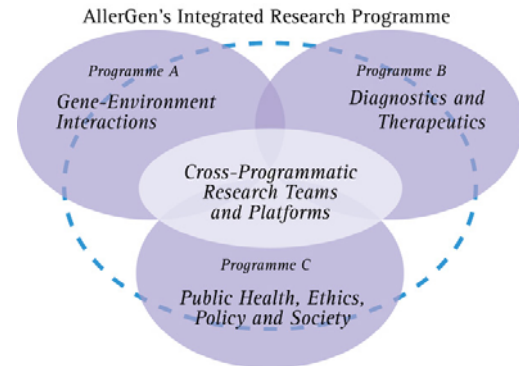 AllerGen's Integrated Research Programme
Programme A
Gene-Environment
Interactions
Programme B
Diagnostics and
Therapeutics
Cross-Programmatic
Research Teams
and Platforms
Programme C
Public Health, Ethics,
Policy and Society